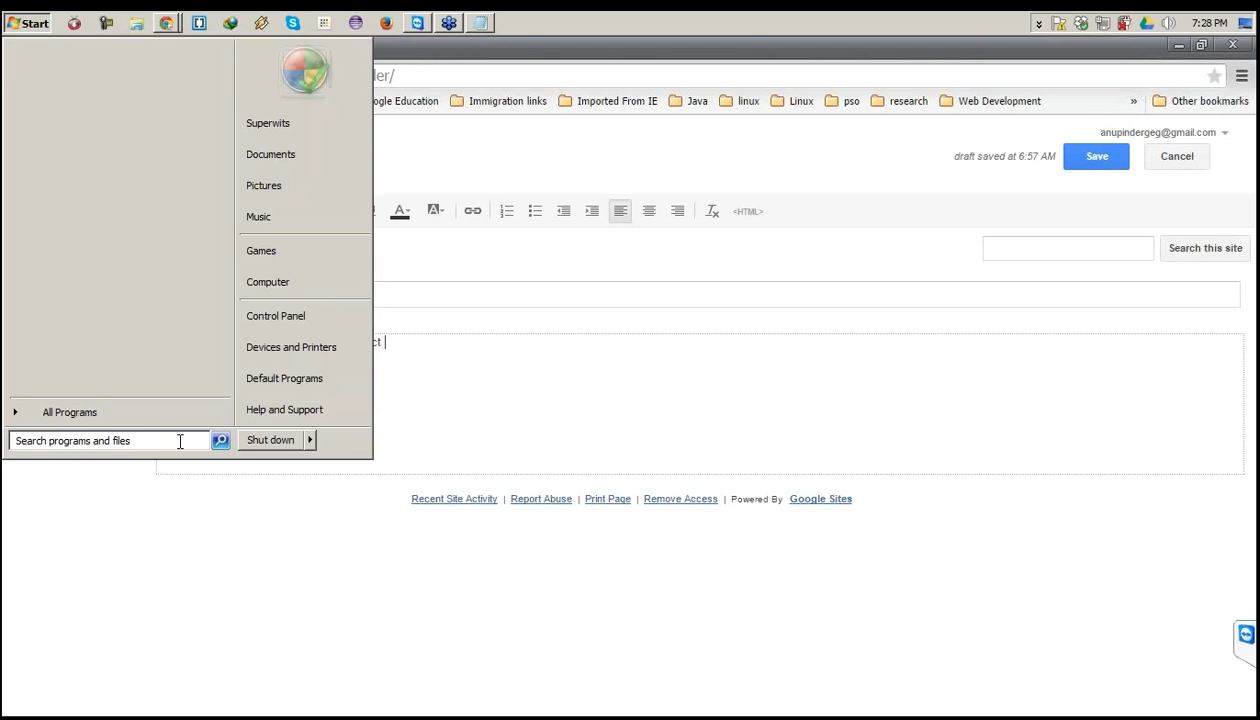 Start
7:28 PM
der/
ogle Education
Immigration links
Imported From IE
Java
linux
Linux
pso
research
Web Development
»
Other bookmarks
anupindergeg@gmail.com
draft saved at 6:57 AM
Save
Cancel
A
A
<HTML>
Search this site
ct
Superwits
Documents
Pictures
Music
Games
Computer
Control Panel
Devices and Printers
Default Programs
Help and Support
All Programs
Search programs and files
Shut down
Recent Site Activity | Report Abuse | Print Page | Remove Access | Powered By Google Sites